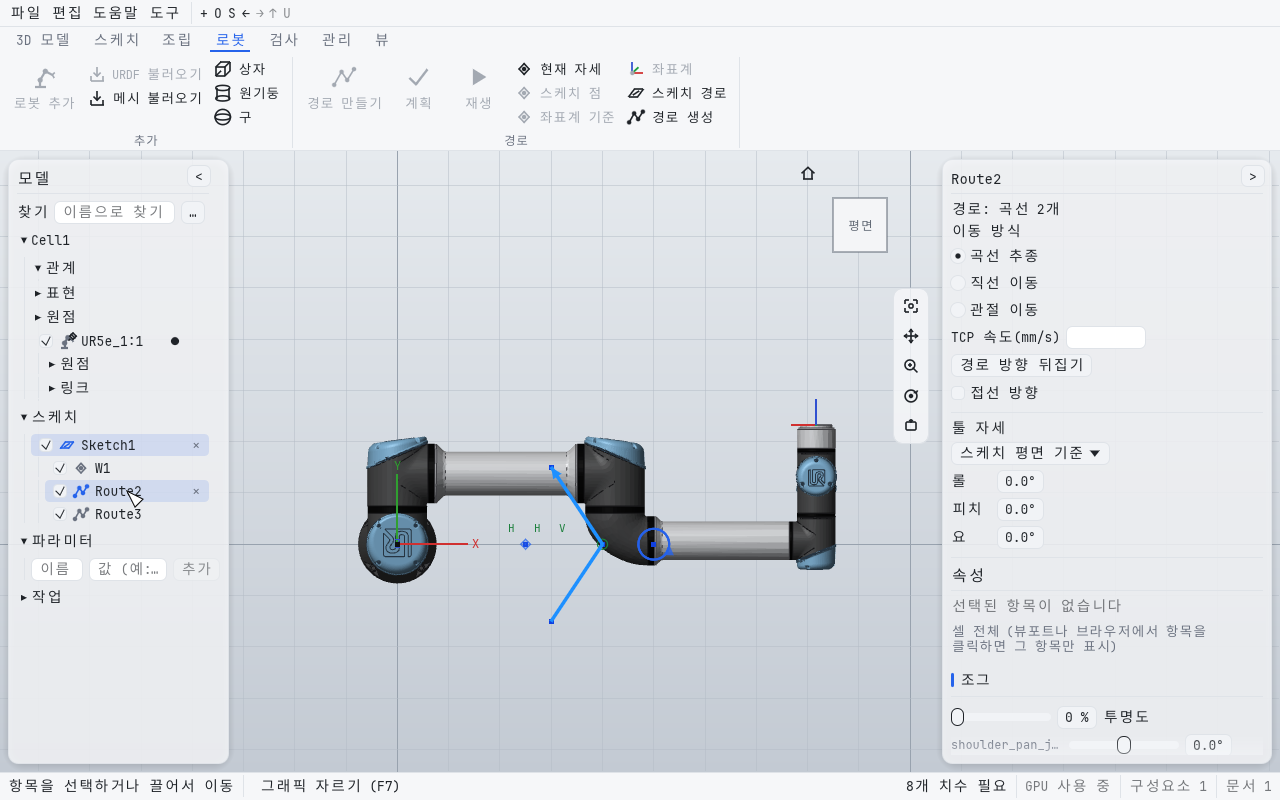 파일 편집 도움말 도구 + O S ← → ↑ U
3D 모델 스케치 조립 로봇 검사 관리 뷰
로봇 추가
URDF 불러오기
메시 불러오기
상자
원기둥
구
추가
경로 만들기
계획
재생
현재 자세
스케치 점
좌표계 기준
좌표계
스케치 경로
경로 생성
경로
모델 <
찾기 이름으로 찾기 …
▼ Cell1
▼ 관계
▶ 표현
▶ 원점
UR5e_1:1
▶ 원점
▶ 링크
▼ 스케치
Sketch1 ×
W1
Route2 ×
Route3
▼ 파라미터
이름 값 (예:… 추가
▶ 작업
평면
Y
X
H H V
UR
Route2 >
경로: 곡선 2개
이동 방식
곡선 추종
직선 이동
관절 이동
TCP 속도(mm/s)
경로 방향 뒤집기
접선 방향
툴 자세
스케치 평면 기준 ▼
롤 0.0°
피치 0.0°
요 0.0°
속성
선택된 항목이 없습니다
셀 전체 (뷰포트나 브라우저에서 항목을
클릭하면 그 항목만 표시)
조그
0 % 투명도
shoulder_pan_j… 0.0°
항목을 선택하거나 끌어서 이동 그래픽 자르기 (F7) 8개 치수 필요 GPU 사용 중 구성요소 1 문서 1